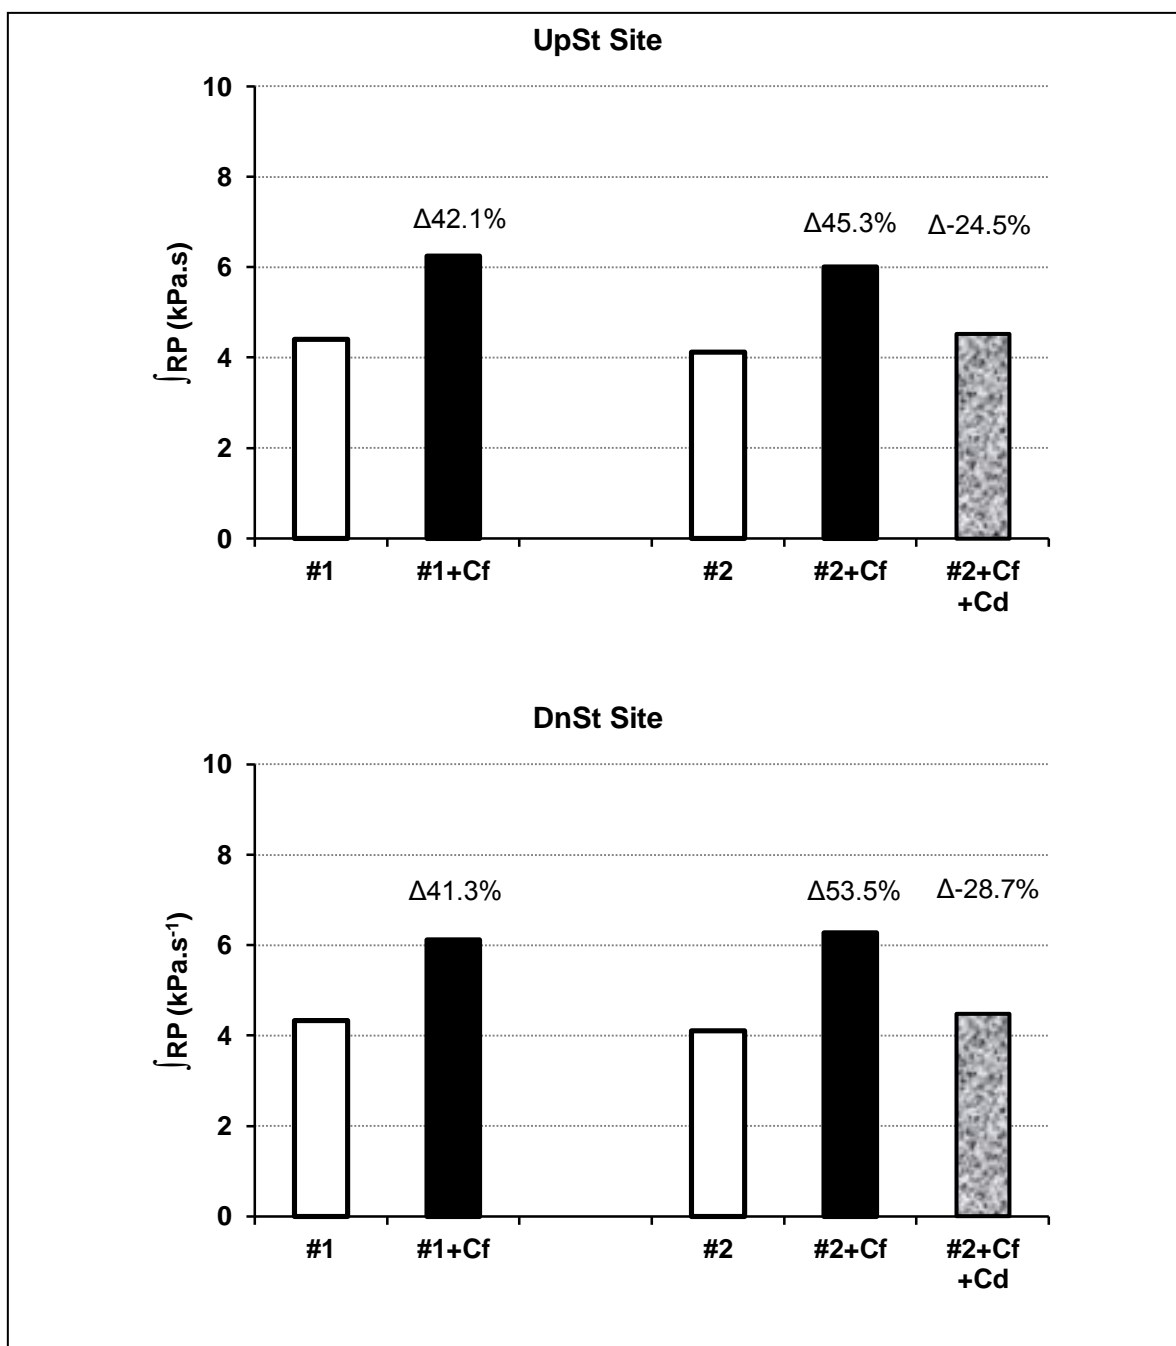 UpSt Site
10
8
6
4
2
0
∫RP (kPa.s)
Δ42.1%
Δ45.3%
Δ-24.5%
#1
#1+Cf
#2
#2+Cf
#2+Cf
+Cd
DnSt Site
10
8
6
4
2
0
∫RP (kPa.s⁻¹)
Δ41.3%
Δ53.5%
Δ-28.7%
#1
#1+Cf
#2
#2+Cf
#2+Cf
+Cd